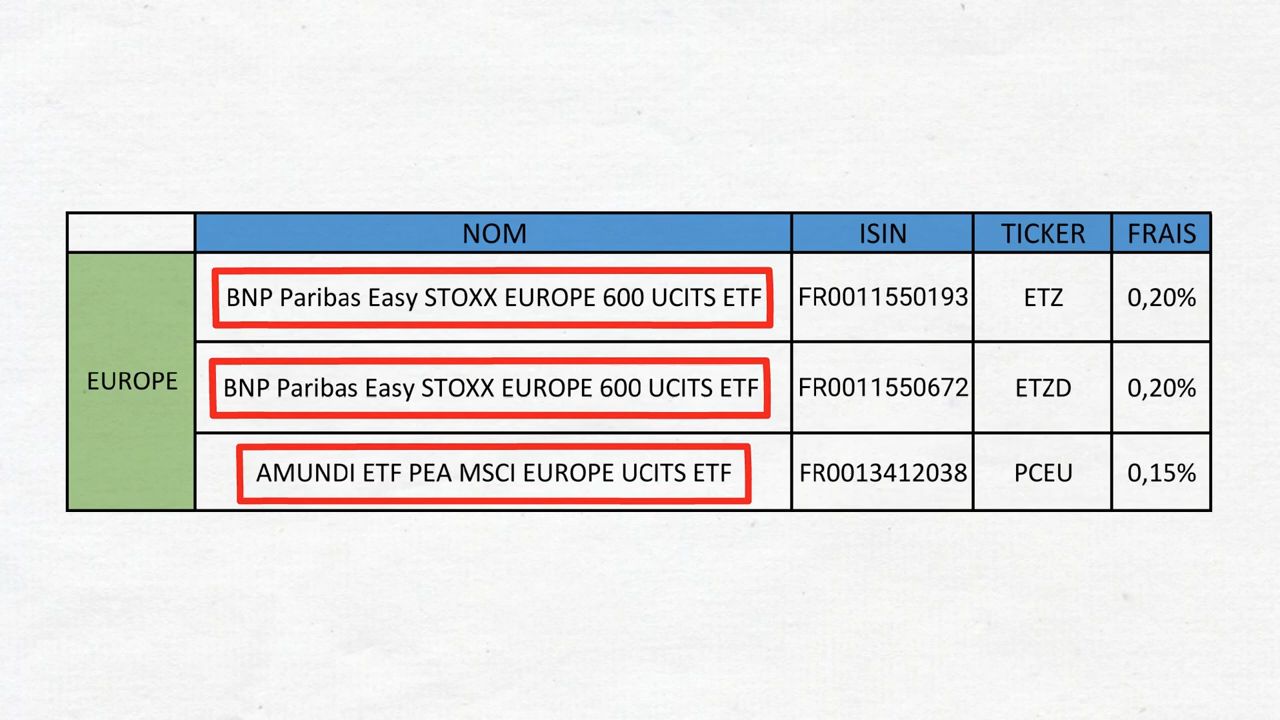 NOM ISIN TICKER FRAIS
EUROPE
BNP Paribas Easy STOXX EUROPE 600 UCITS ETF FR0011550193 ETZ 0,20%
BNP Paribas Easy STOXX EUROPE 600 UCITS ETF FR0011550672 ETZD 0,20%
AMUNDI ETF PEA MSCI EUROPE UCITS ETF FR0013412038 PCEU 0,15%